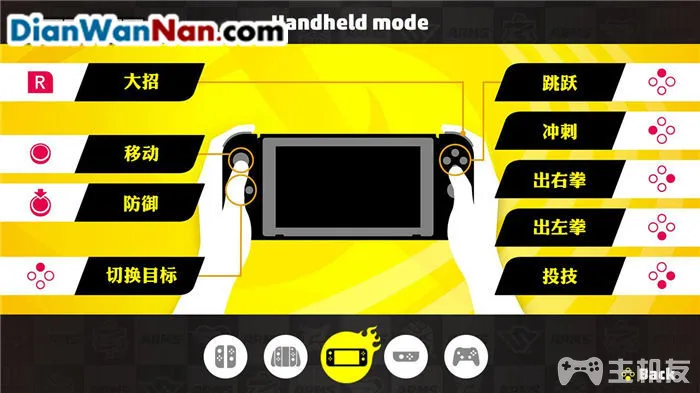 Handheld mode
DianWanNan.Com
R
大招
跳跃
移动
冲刺
防御
出右拳
切换目标
出左拳
投技
Back
主机友